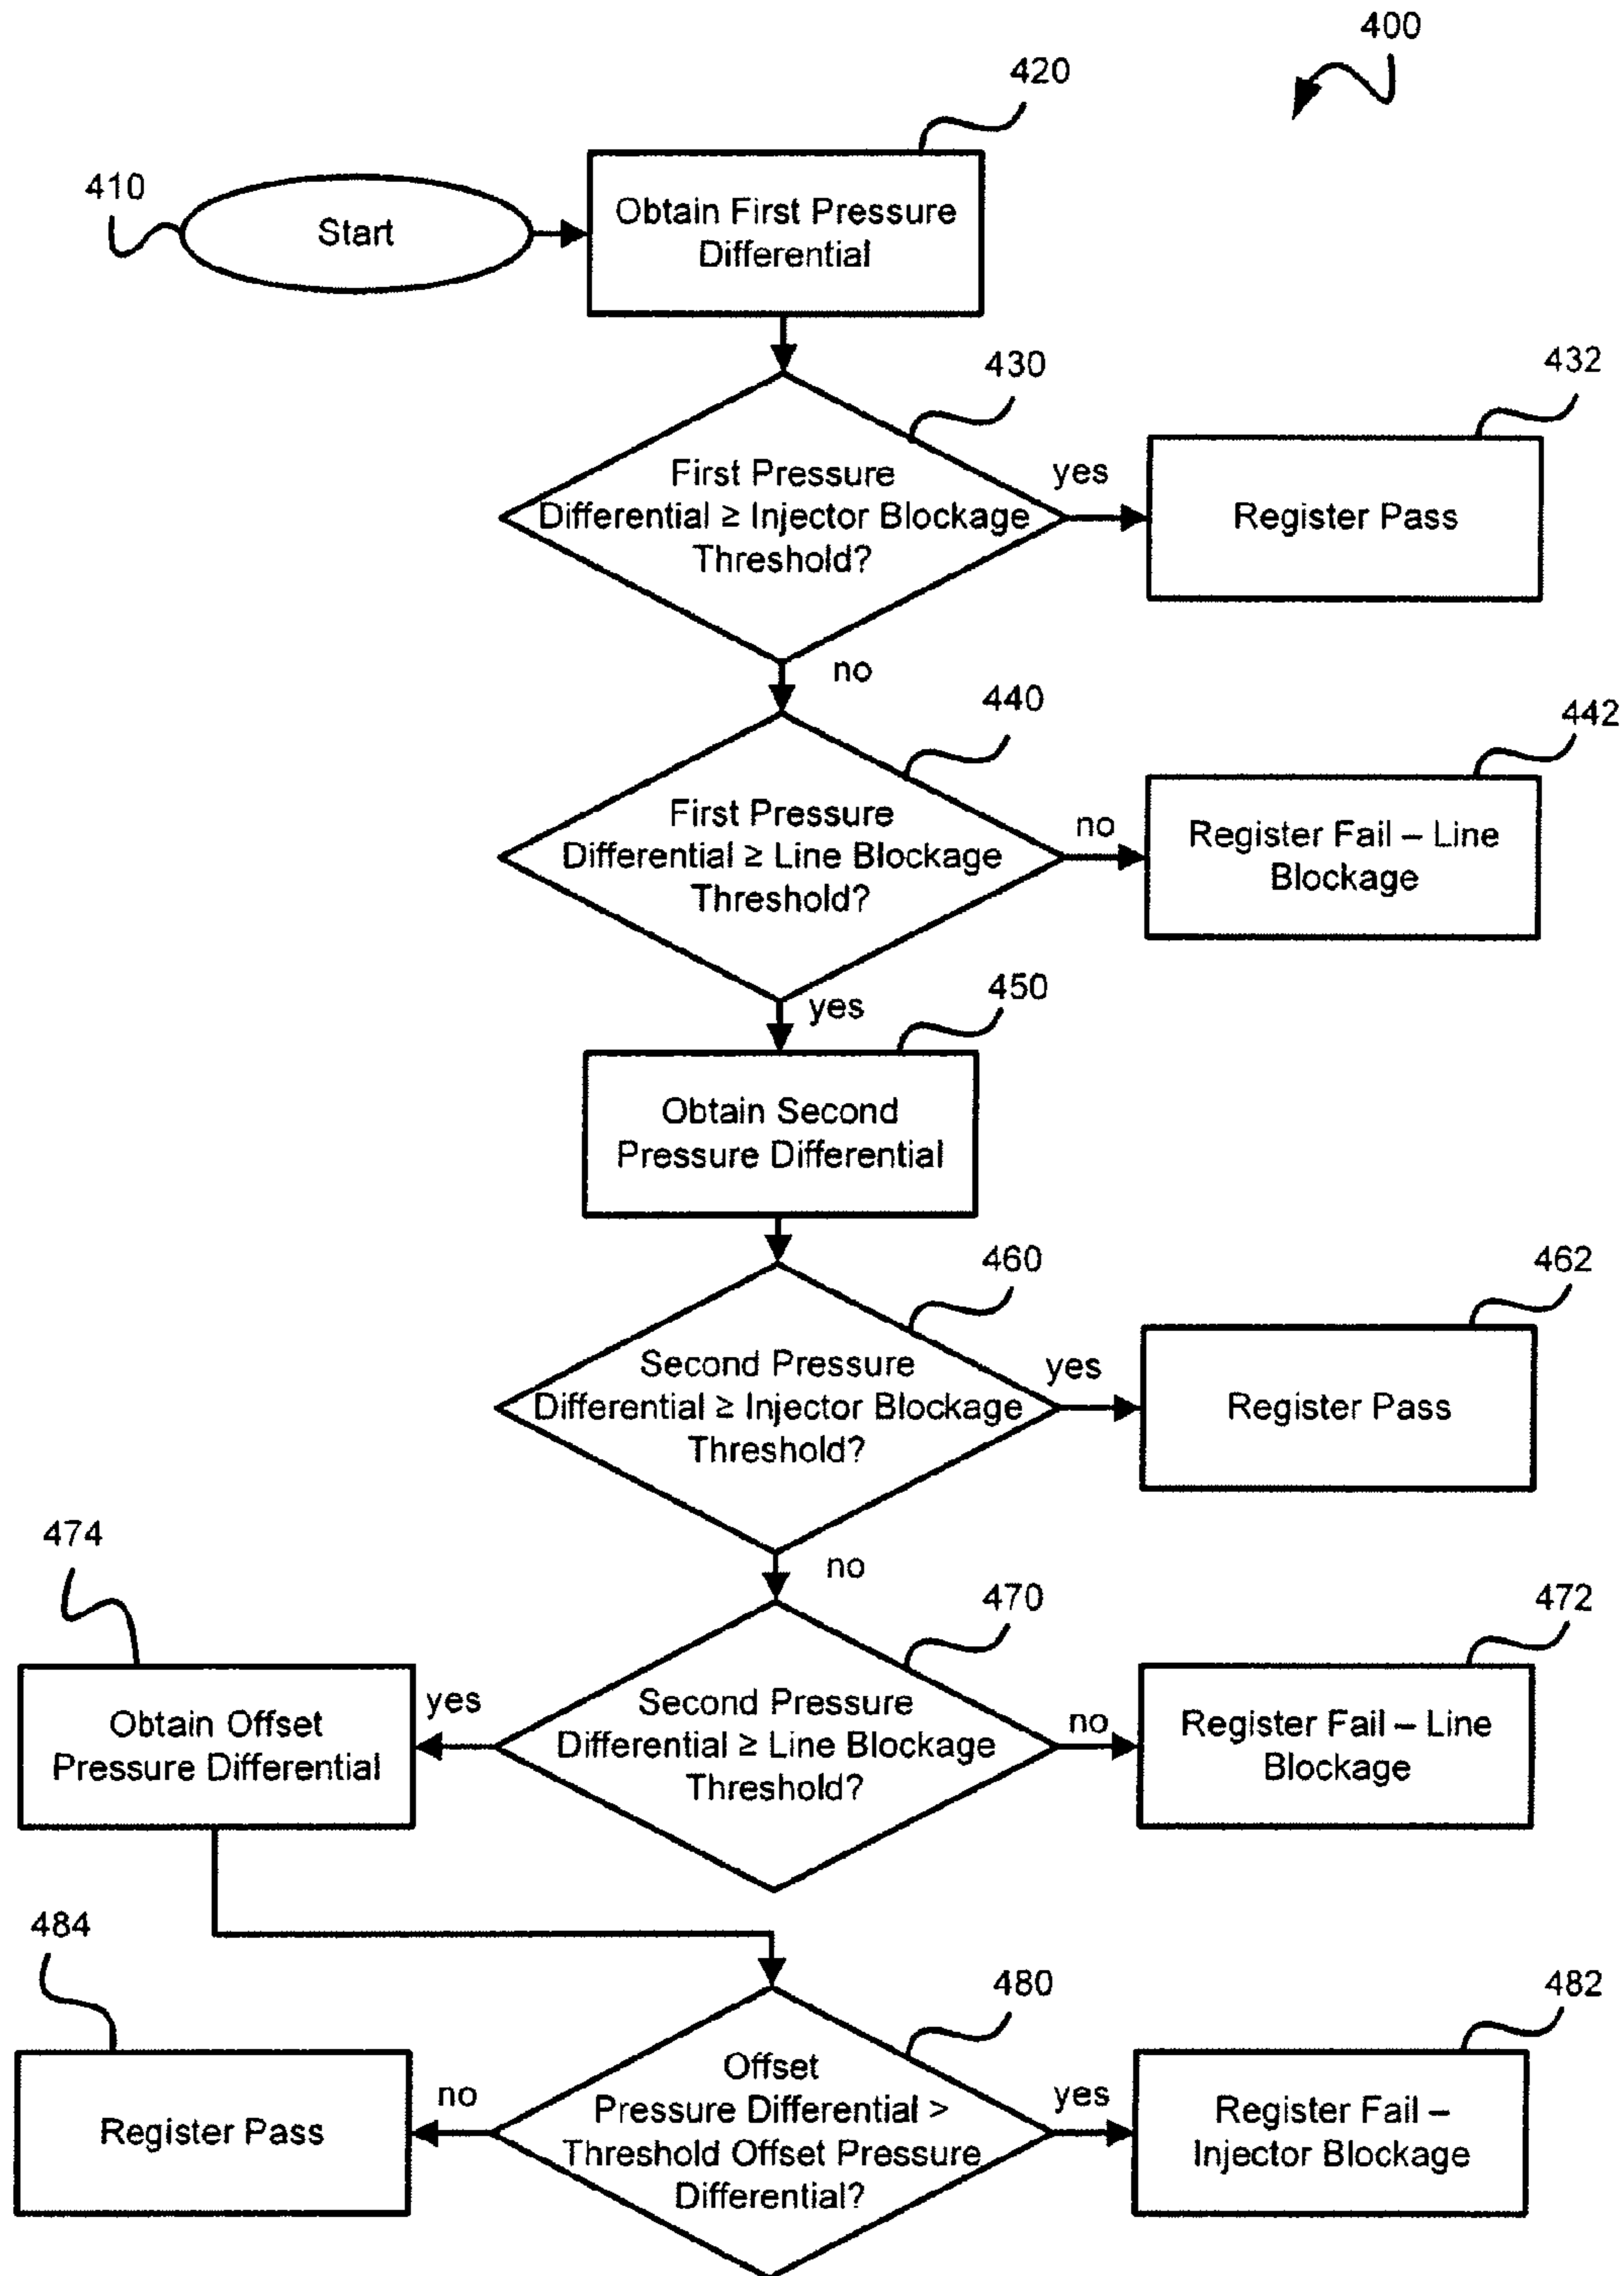 400
420
410
Start
Obtain First Pressure
Differential
430
432
First Pressure
Differential ≥ Injector Blockage
Threshold?
yes
Register Pass
no
440
442
First Pressure
Differential ≥ Line Blockage
Threshold?
no
Register Fail – Line
Blockage
yes
450
Obtain Second
Pressure Differential
460
462
Second Pressure
Differential ≥ Injector Blockage
Threshold?
yes
Register Pass
474
no
470
472
Obtain Offset
Pressure Differential
yes
Second Pressure
Differential ≥ Line Blockage
Threshold?
no
Register Fail – Line
Blockage
484
480
482
Register Pass
no
Offset
Pressure Differential >
Threshold Offset Pressure
Differential?
yes
Register Fail –
Injector Blockage